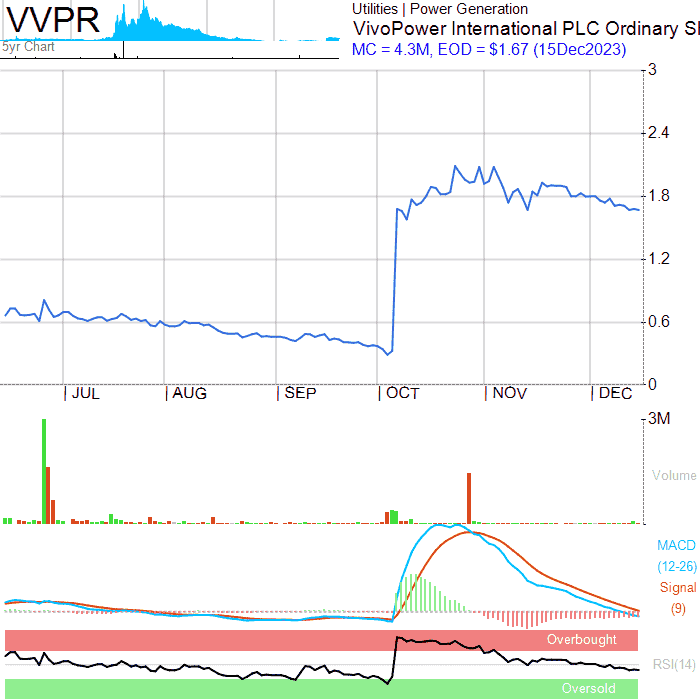 VVPR
5yr Chart
Utilities | Power Generation
VivoPower International PLC Ordinary S
MC = 4.3M, EOD = $1.67 (15Dec2023)
3
2.4
1.8
1.2
0.6
0
JUL AUG SEP OCT NOV DEC
3M
Volume
MACD
(12-26)
Signal
(9)
Overbought
RSI(14)
Oversold